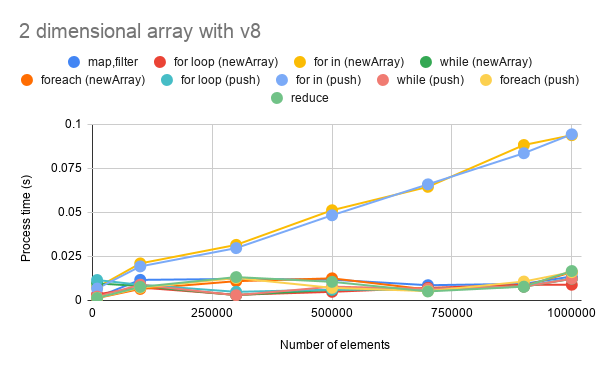 2 dimensional array with v8
map,filter for loop (newArray) for in (newArray) while (newArray)
foreach (newArray) for loop (push) for in (push) while (push) foreach (push)
reduce
0.1
0.075
0.05
0.025
0
Process time (s)
0 250000 500000 750000 1000000
Number of elements